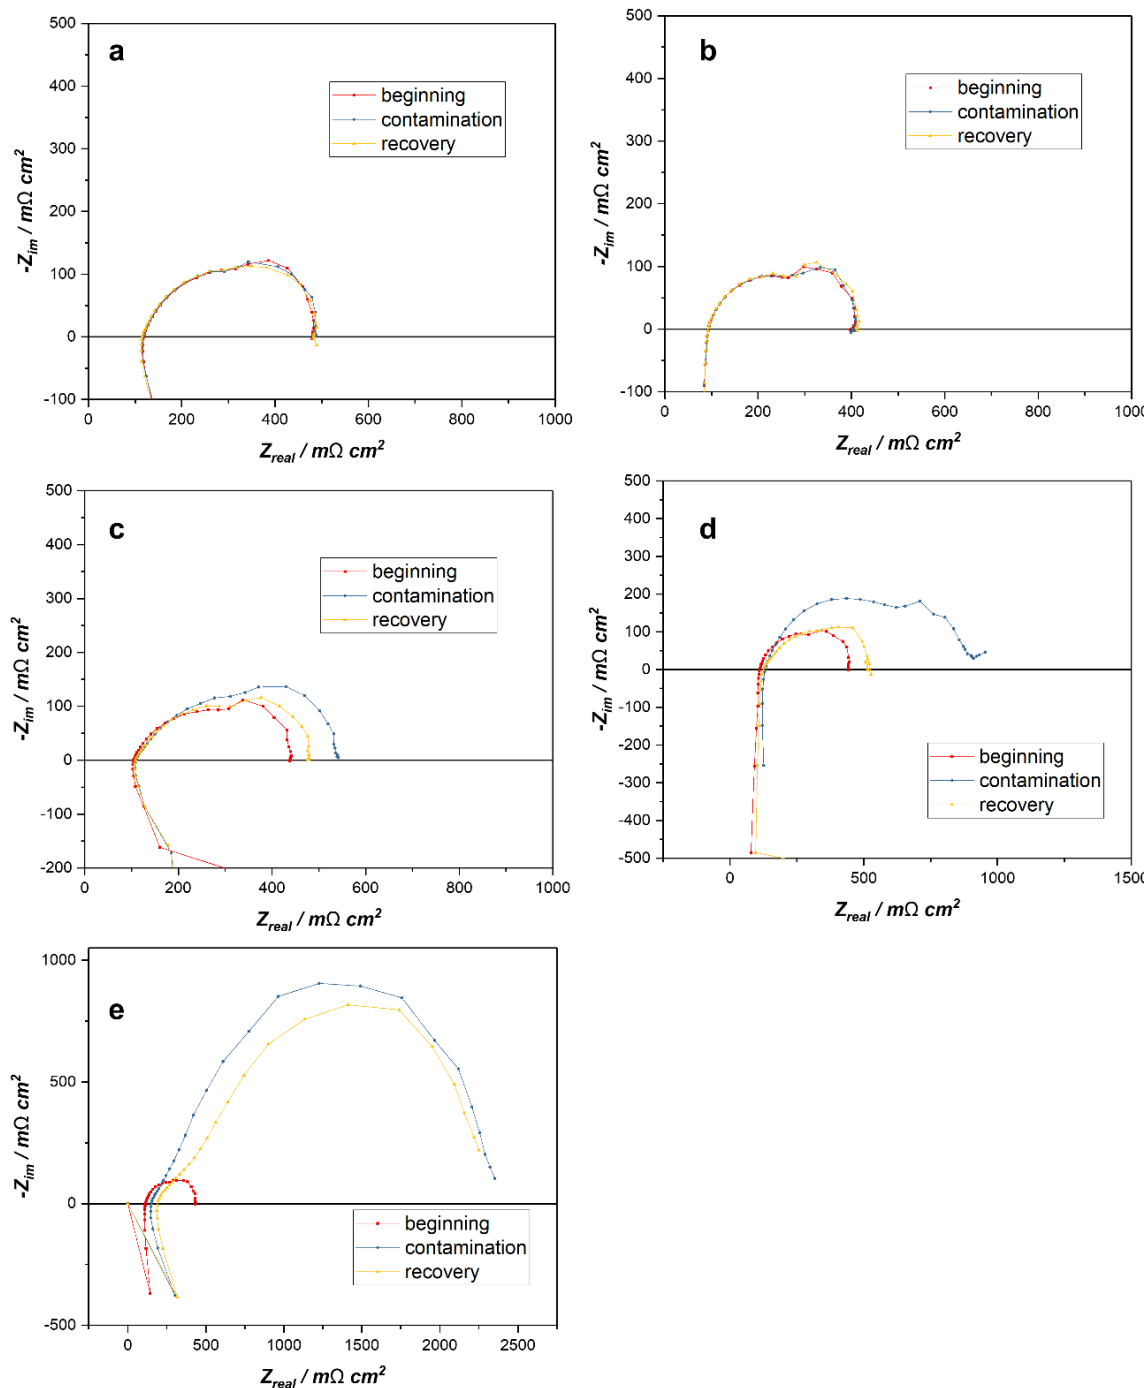 a
500
400
300
200
100
0
-100
0 200 400 600 800 1000
-Zim / mΩ cm2
Zreal / mΩ cm2
beginning
contamination
recovery
b
500
400
300
200
100
0
-100
0 200 400 600 800 1000
-Zim / mΩ cm2
Zreal / mΩ cm2
beginning
contamination
recovery
c
500
400
300
200
100
0
-100
-200
0 200 400 600 800 1000
-Zim / mΩ cm2
Zreal / mΩ cm2
beginning
contamination
recovery
d
500
400
300
200
100
0
-100
-200
-300
-400
-500
0 500 1000 1500
-Zim / mΩ cm2
Zreal / mΩ cm2
beginning
contamination
recovery
e
1000
500
0
-500
0 500 1000 1500 2000 2500
-Zim / mΩ cm2
Zreal / mΩ cm2
beginning
contamination
recovery